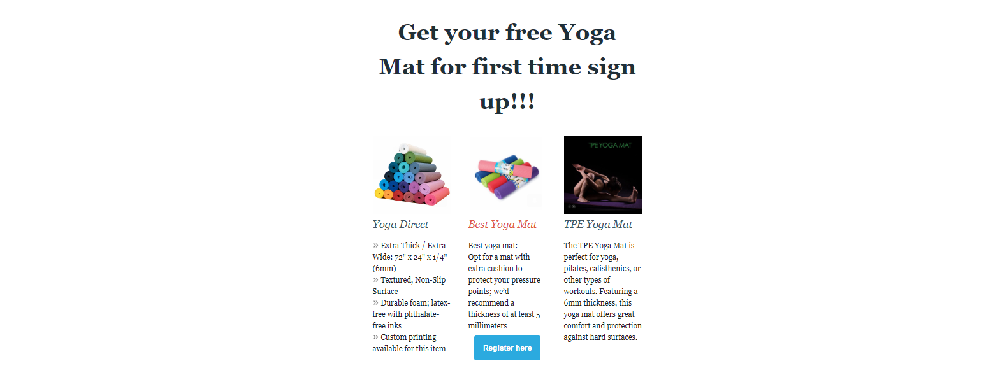 Get your free Yoga
Mat for first time sign
up!!!
TPE YOGA MAT
Yoga Direct
» Extra Thick / Extra
Wide: 72" x 24" x 1/4"
(6mm)
» Textured, Non-Slip
Surface
» Durable foam; latex-
free with phthalate-
free inks
» Custom printing
available for this item
Best Yoga Mat
Best yoga mat:
Opt for a mat with
extra cushion to
protect your pressure
points; we'd
recommend a
thickness of at least 5
millimeters
Register here
TPE Yoga Mat
The TPE Yoga Mat is
perfect for yoga,
pilates, calisthenics, or
other types of
workouts. Featuring a
6mm thickness, this
yoga mat offers great
comfort and protection
against hard surfaces.